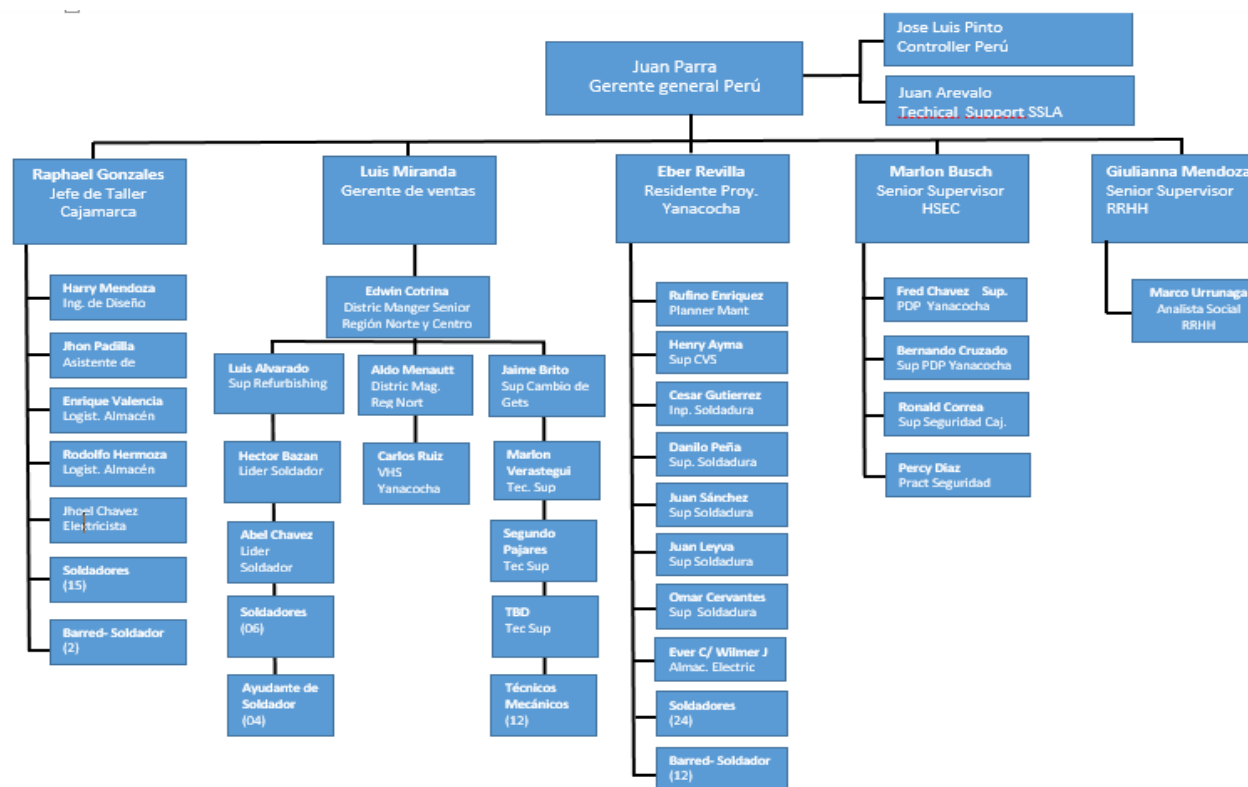 Juan Parra
Gerente general Perú
Jose Luis Pinto
Controller Perú
Juan Arevalo
Techical Support SSLA
Raphael Gonzales
Jefe de Taller
Cajamarca
Luis Miranda
Gerente de ventas
Eber Revilla
Residente Proy.
Yanacocha
Marlon Busch
Senior Supervisor
HSEC
Giulianna Mendoza
Senior Supervisor
RRHH
Harry Mendoza
Ing. de Diseño
Jhon Padilla
Asistente de
Enrique Valencia
Logist. Almacén
Rodolfo Hermoza
Logist. Almacén
Jhoel Chavez
Electricista
Soldadores
(15)
Barred- Soldador
(2)
Edwin Cotrina
Distric Manger Senior
Región Norte y Centro
Luis Alvarado
Sup Refurbishing
Hector Bazan
Lider Soldador
Abel Chavez
Lider
Soldador
Soldadores
(06)
Ayudante de
Soldador
(04)
Aldo Menautt
Distric Mag.
Reg Nort
Carlos Ruiz
VHS
Yanacocha
Jaime Brito
Sup Cambio de
Gets
Marlon
Verastegui
Tec. Sup
Segundo
Pajares
Tec Sup
TBD
Tec Sup
Técnicos
Mecánicos
(12)
Rufino Enriquez
Planner Mant
Henry Ayma
Sup CVS
Cesar Gutierrez
Inp. Soldadura
Danilo Peña
Sup. Soldadura
Juan Sánchez
Sup Soldadura
Juan Leyva
Sup Soldadura
Omar Cervantes
Sup Soldadura
Ever C/ Wilmer J
Almac. Electric
Soldadores
(24)
Barred- Soldador
(12)
Fred Chavez Sup.
PDP Yanacocha
Bernando Cruzado
Sup PDP Yanacocha
Ronald Correa
Sup Seguridad Caj.
Percy Diaz
Pract Seguridad
Marco Urrunaga
Analista Social
RRHH